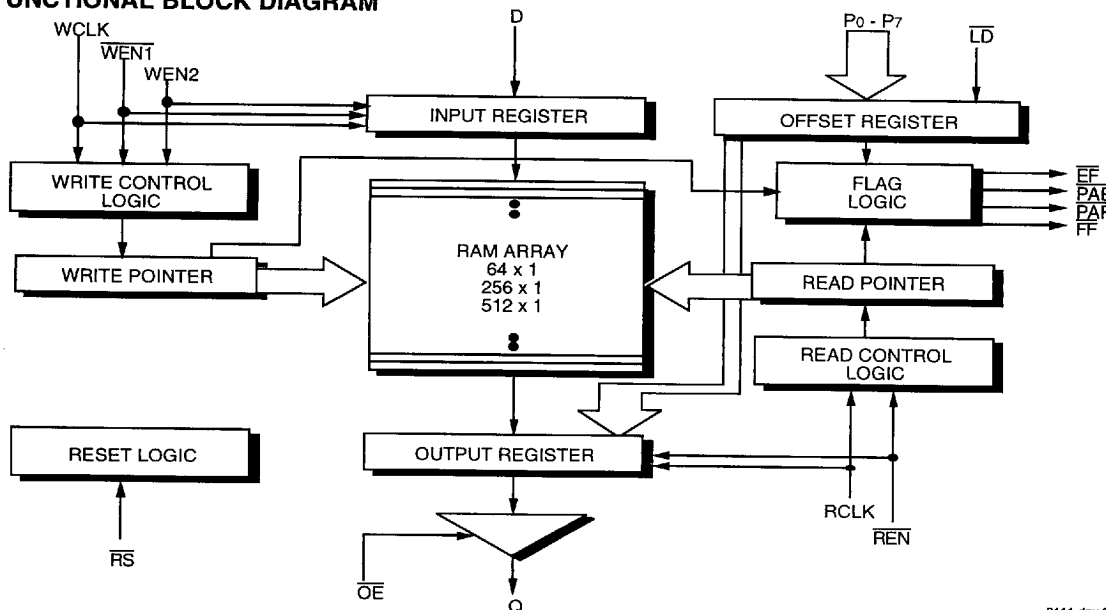 FUNCTIONAL BLOCK DIAGRAM
WCLK
WEN1
WEN2
D
P0 - P7
LD
INPUT REGISTER
OFFSET REGISTER
WRITE CONTROL
LOGIC
FLAG
LOGIC
EF
PAE
PAF
FF
WRITE POINTER
RAM ARRAY
64 x 1
256 x 1
512 x 1
READ POINTER
READ CONTROL
LOGIC
RESET LOGIC
OUTPUT REGISTER
RCLK
REN
RS
OE
Q